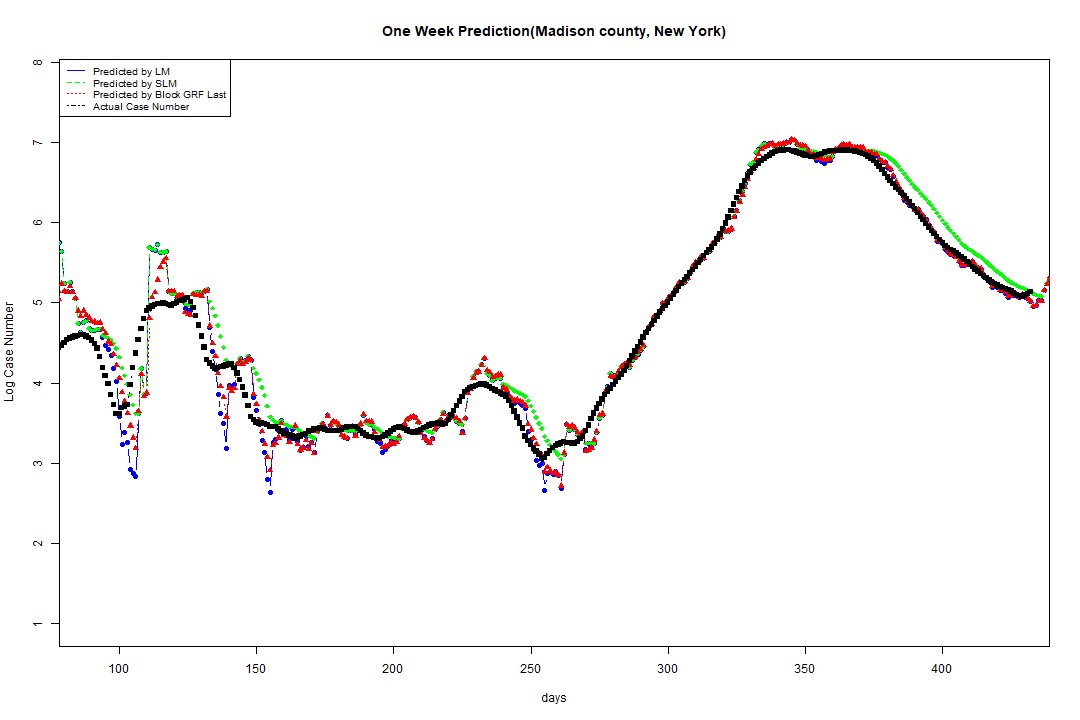 One Week Prediction(Madison county, New York)
Predicted by LM
Predicted by SLM
Predicted by Block GRF Last
Actual Case Number
8
7
6
5
4
3
2
1
Log Case Number
100 150 200 250 300 350 400
days